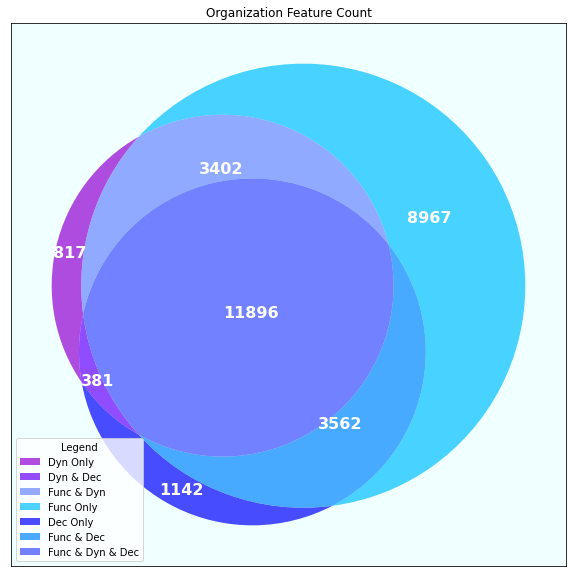 Organization Feature Count
3402
8967
817
11896
381
3562
1142
Legend
Dyn Only
Dyn & Dec
Func & Dyn
Func Only
Dec Only
Func & Dec
Func & Dyn & Dec